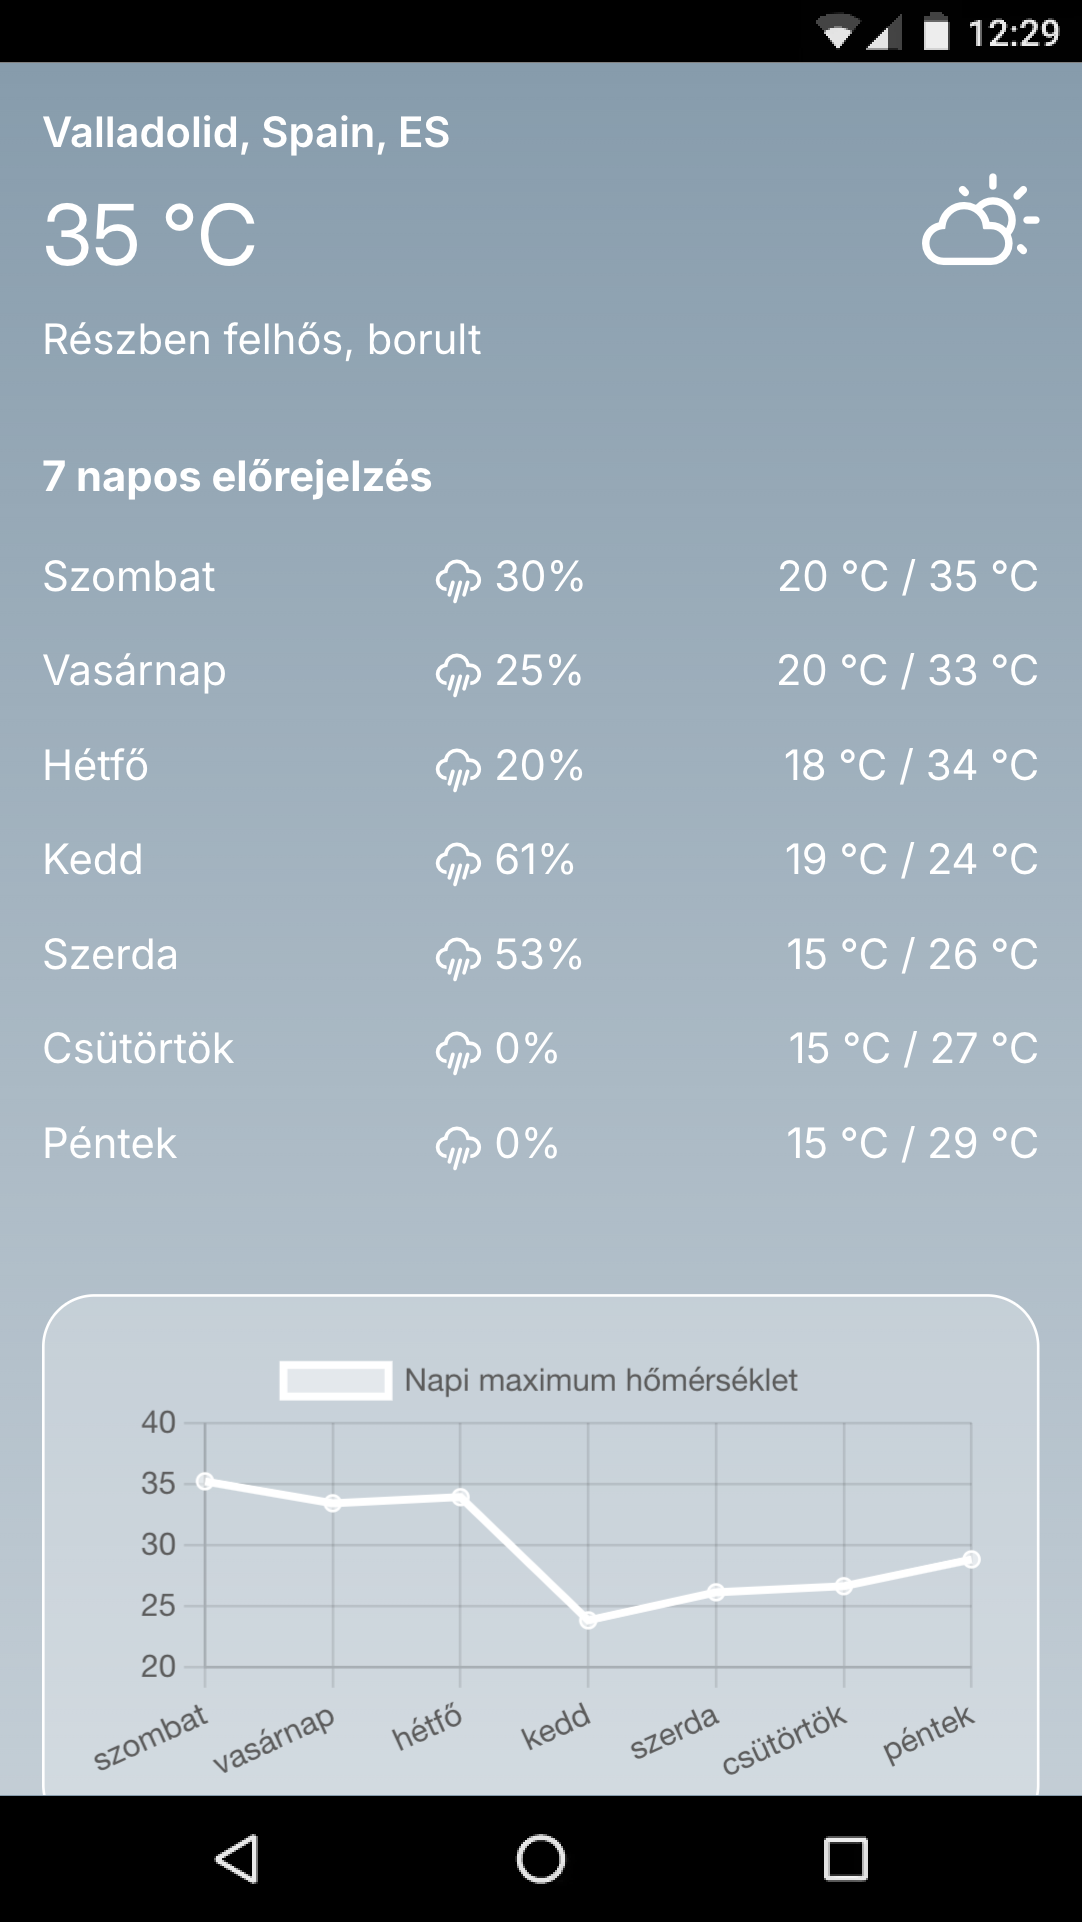 12:29
Valladolid, Spain, ES
35 °C
Részben felhős, borult
7 napos előrejelzés
Szombat 30% 20 °C / 35 °C
Vasárnap 25% 20 °C / 33 °C
Hétfő 20% 18 °C / 34 °C
Kedd 61% 19 °C / 24 °C
Szerda 53% 15 °C / 26 °C
Csütörtök 0% 15 °C / 27 °C
Péntek 0% 15 °C / 29 °C
Napi maximum hőmérséklet
40
35
30
25
20
szombat vasárnap hétfő kedd szerda csütörtök péntek